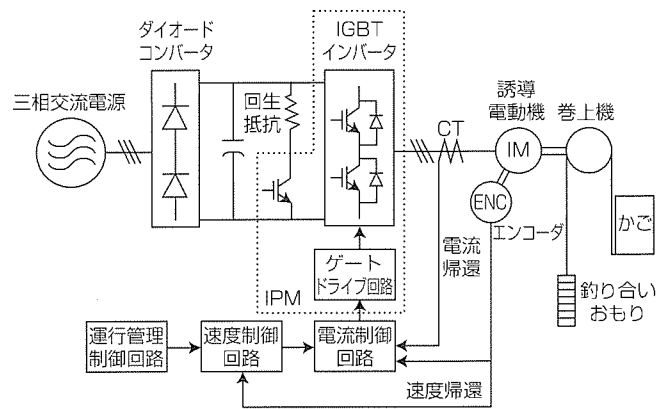 ダイオード
コンバータ
IGBT
インバータ
三相交流電源
回生
抵抗
CT
誘導
電動機
巻上機
IM
ENC
エンコーダ
かご
電流
帰還
釣り合い
おもり
ゲート
ドライブ回路
IPM
運行管理
制御回路
速度制御
回路
電流制御
回路
速度帰還